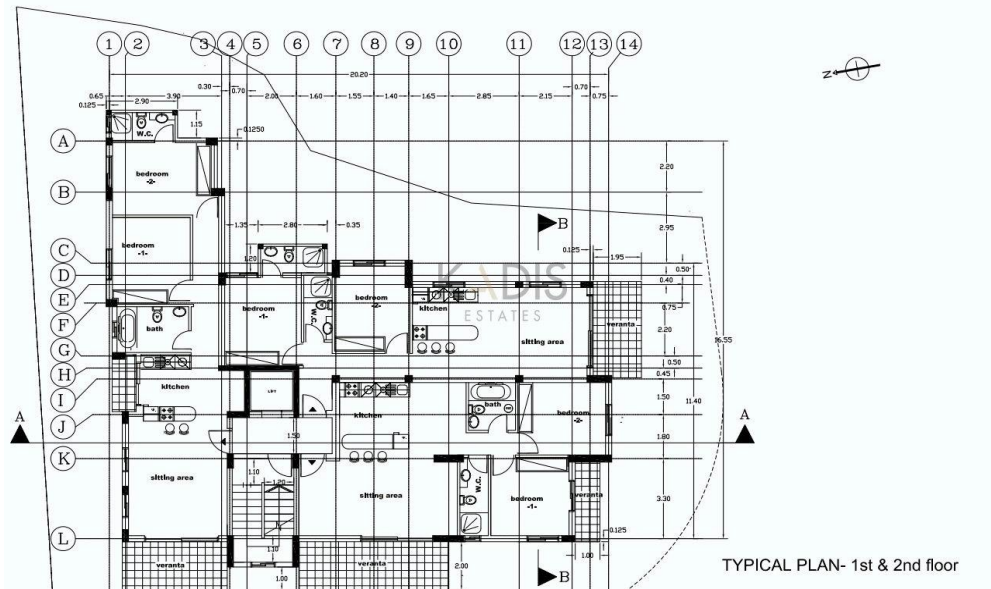 1 2 3 4 5 6 7 8 9 10 11 12 13 14
20.20
0.30 0.70 0.70
0.65 3.90 2.00 1.60 1.55 1.40 1.65 2.85 2.15 0.75
0.125 2.90
N
W.C.
1.15
0.1250
A
bedroom
-2-
2.20
B
1.35 2.80 0.35
B
2.95
bedroom
-1-
C
1.20
0.125
1.95
D
0.50
0.40
KADIS
ESTATES
E
bedroom
-2-
kitchen
0.75
F
bedroom
-1-
W.C.
veranta
bath
2.20
16.55
G
sitting area
0.50
H
0.45
kitchen
LIFT
I
1.50
11.40
kitchen
bath
bedroom
-2-
J
A
1.50
1.80
A
K
1.10
sitting area
1.20
sitting area
W.C.
bedroom
-1-
veranta
3.30
0.125
L
1.10
1.00
veranta
veranta
1.00
2.00
B
TYPICAL PLAN- 1st & 2nd floor